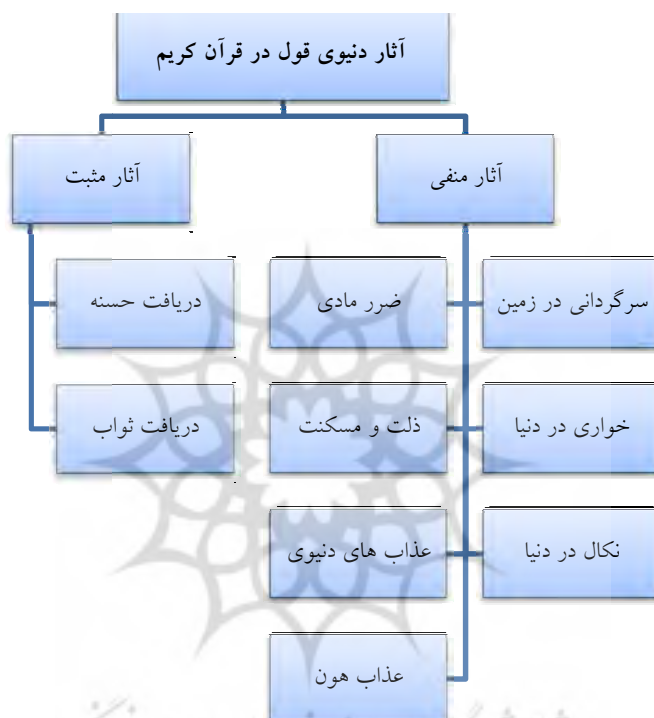 آثار دنیوی قول در قرآن کریم
آثار منفی
آثار مثبت
سرگردانی در زمین
ضرر مادی
دریافت حسنه
خواری در دنیا
ذلت و مسکنت
دریافت ثواب
نکال در دنیا
عذاب های دنیوی
عذاب هون